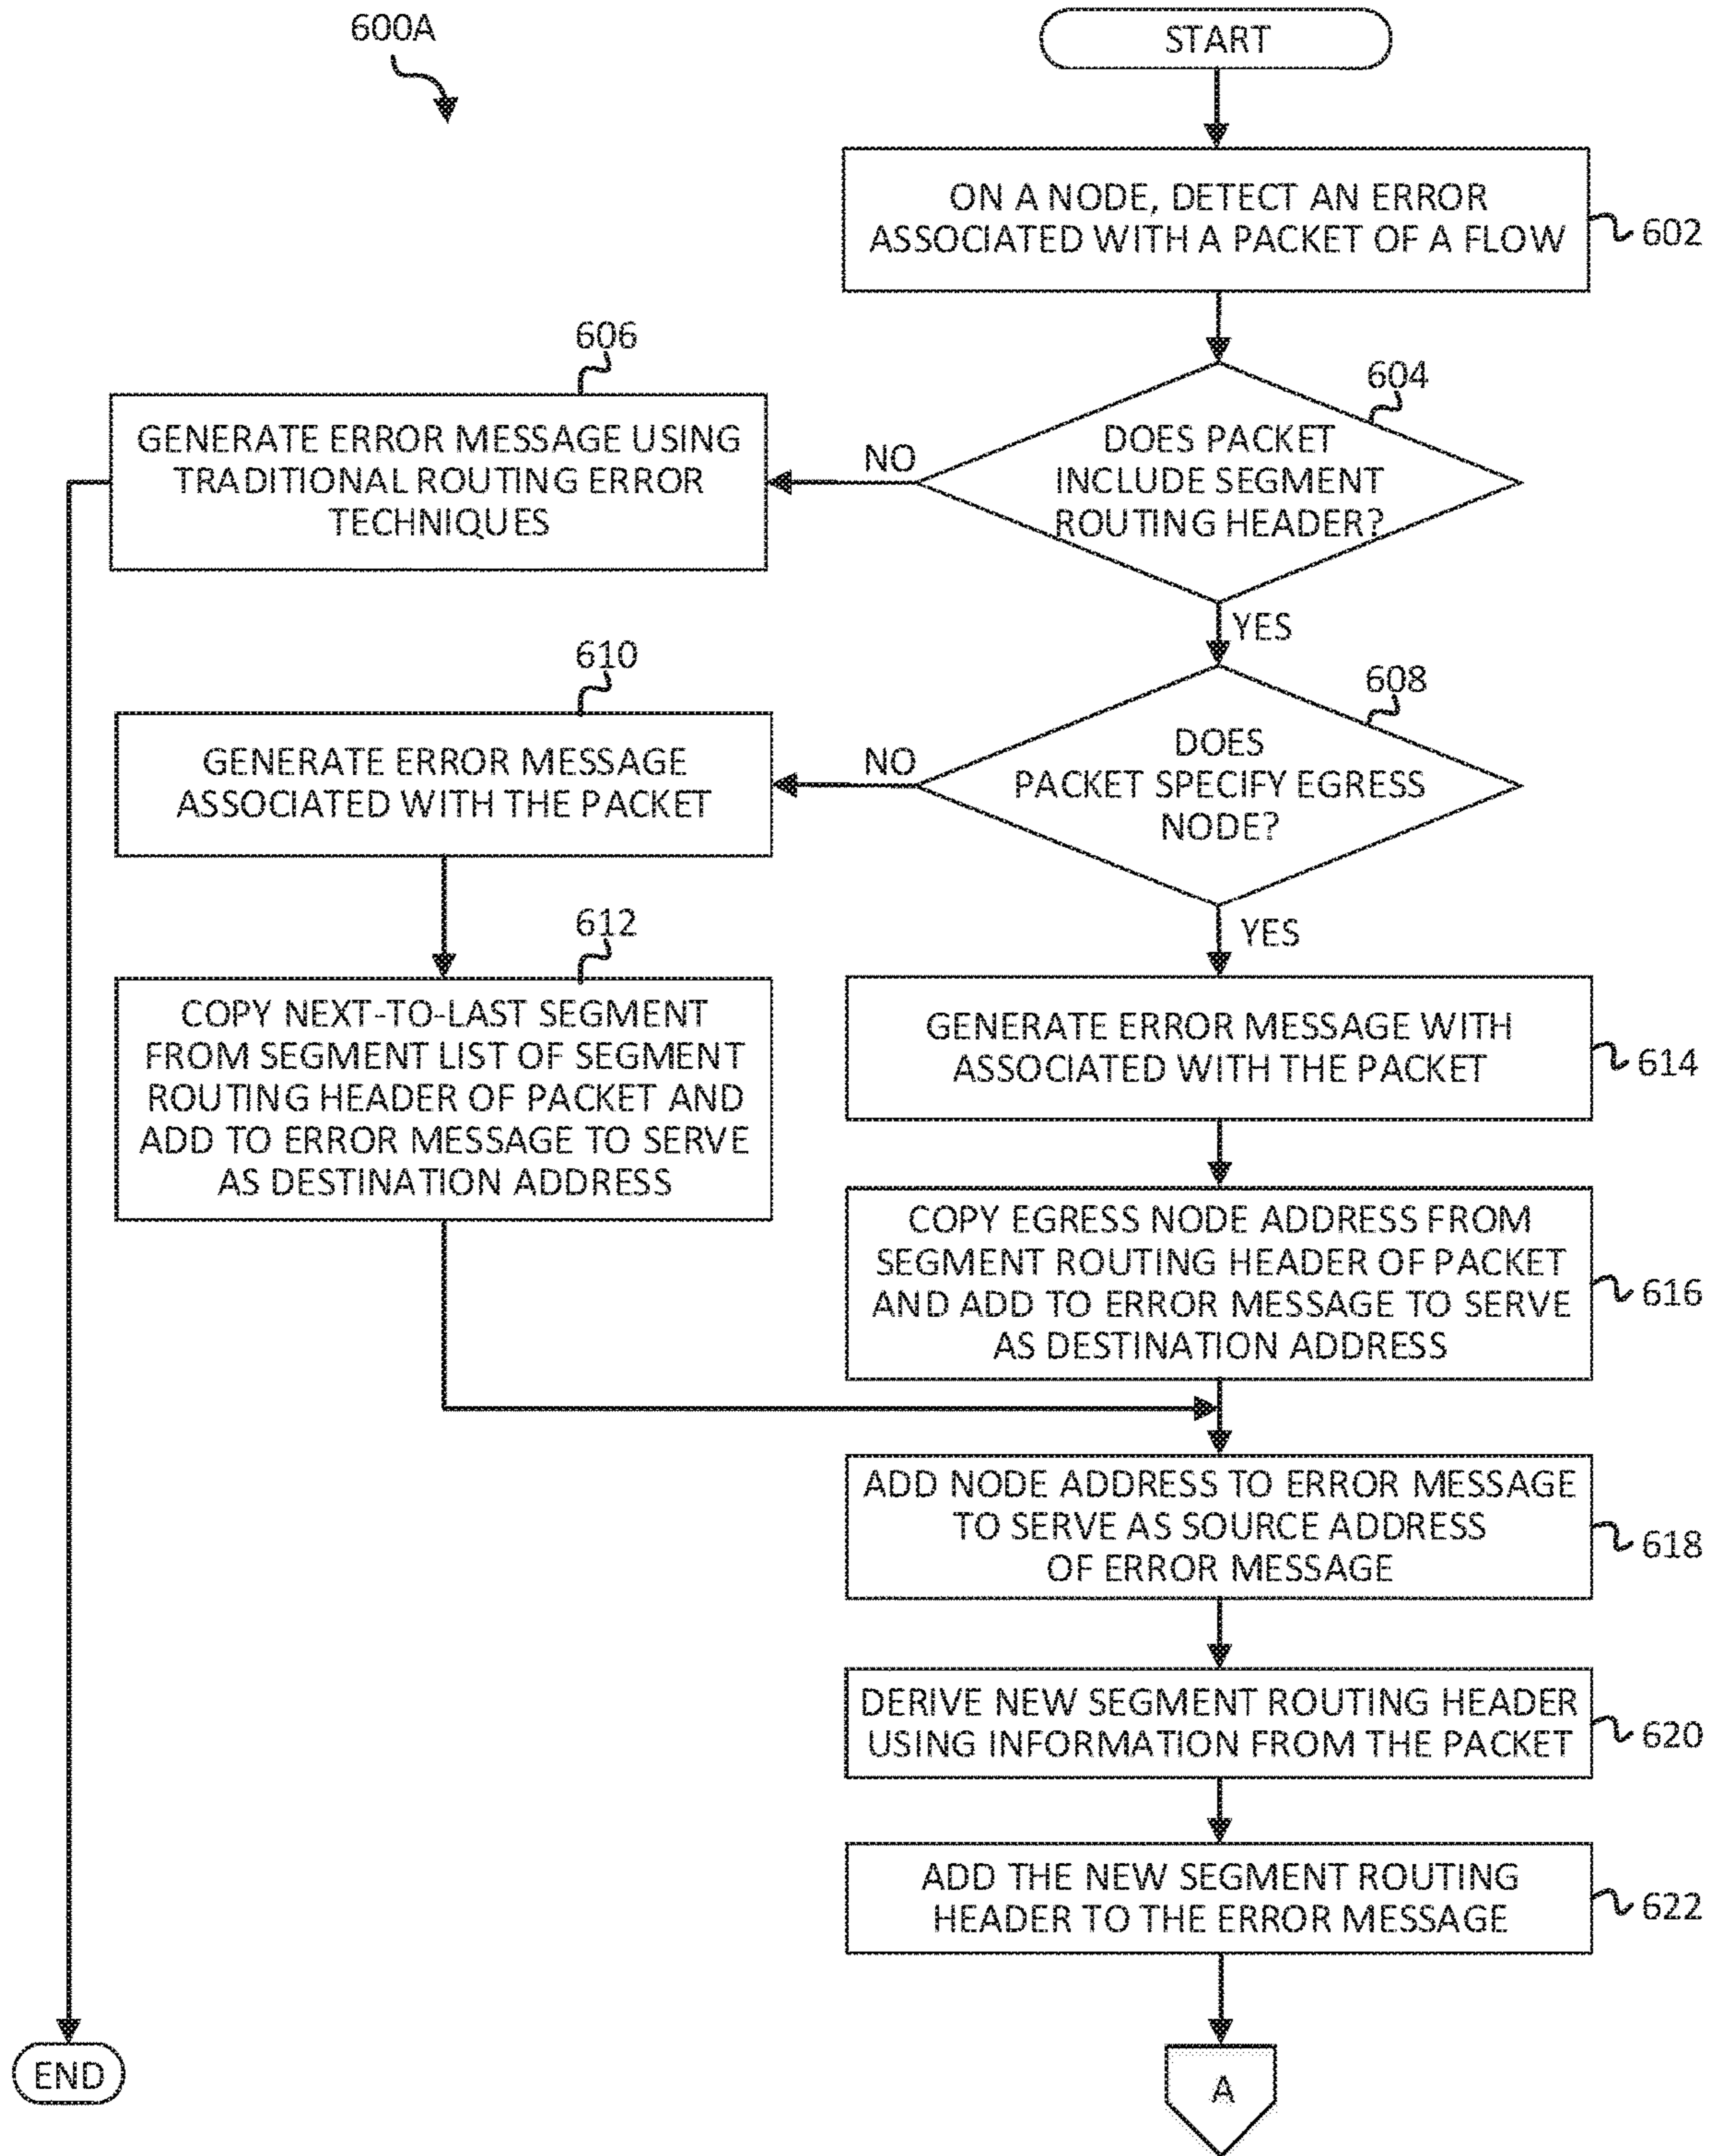 600A
START
ON A NODE, DETECT AN ERROR
ASSOCIATED WITH A PACKET OF A FLOW
602
606
GENERATE ERROR MESSAGE USING
TRADITIONAL ROUTING ERROR
TECHNIQUES
NO
604
DOES PACKET
INCLUDE SEGMENT
ROUTING HEADER?
YES
610
GENERATE ERROR MESSAGE
ASSOCIATED WITH THE PACKET
NO
608
DOES
PACKET SPECIFY EGRESS
NODE?
YES
612
COPY NEXT-TO-LAST SEGMENT
FROM SEGMENT LIST OF SEGMENT
ROUTING HEADER OF PACKET AND
ADD TO ERROR MESSAGE TO SERVE
AS DESTINATION ADDRESS
GENERATE ERROR MESSAGE WITH
ASSOCIATED WITH THE PACKET
614
COPY EGRESS NODE ADDRESS FROM
SEGMENT ROUTING HEADER OF PACKET
AND ADD TO ERROR MESSAGE TO SERVE
AS DESTINATION ADDRESS
616
ADD NODE ADDRESS TO ERROR MESSAGE
TO SERVE AS SOURCE ADDRESS
OF ERROR MESSAGE
618
DERIVE NEW SEGMENT ROUTING HEADER
USING INFORMATION FROM THE PACKET
620
ADD THE NEW SEGMENT ROUTING
HEADER TO THE ERROR MESSAGE
622
END
A